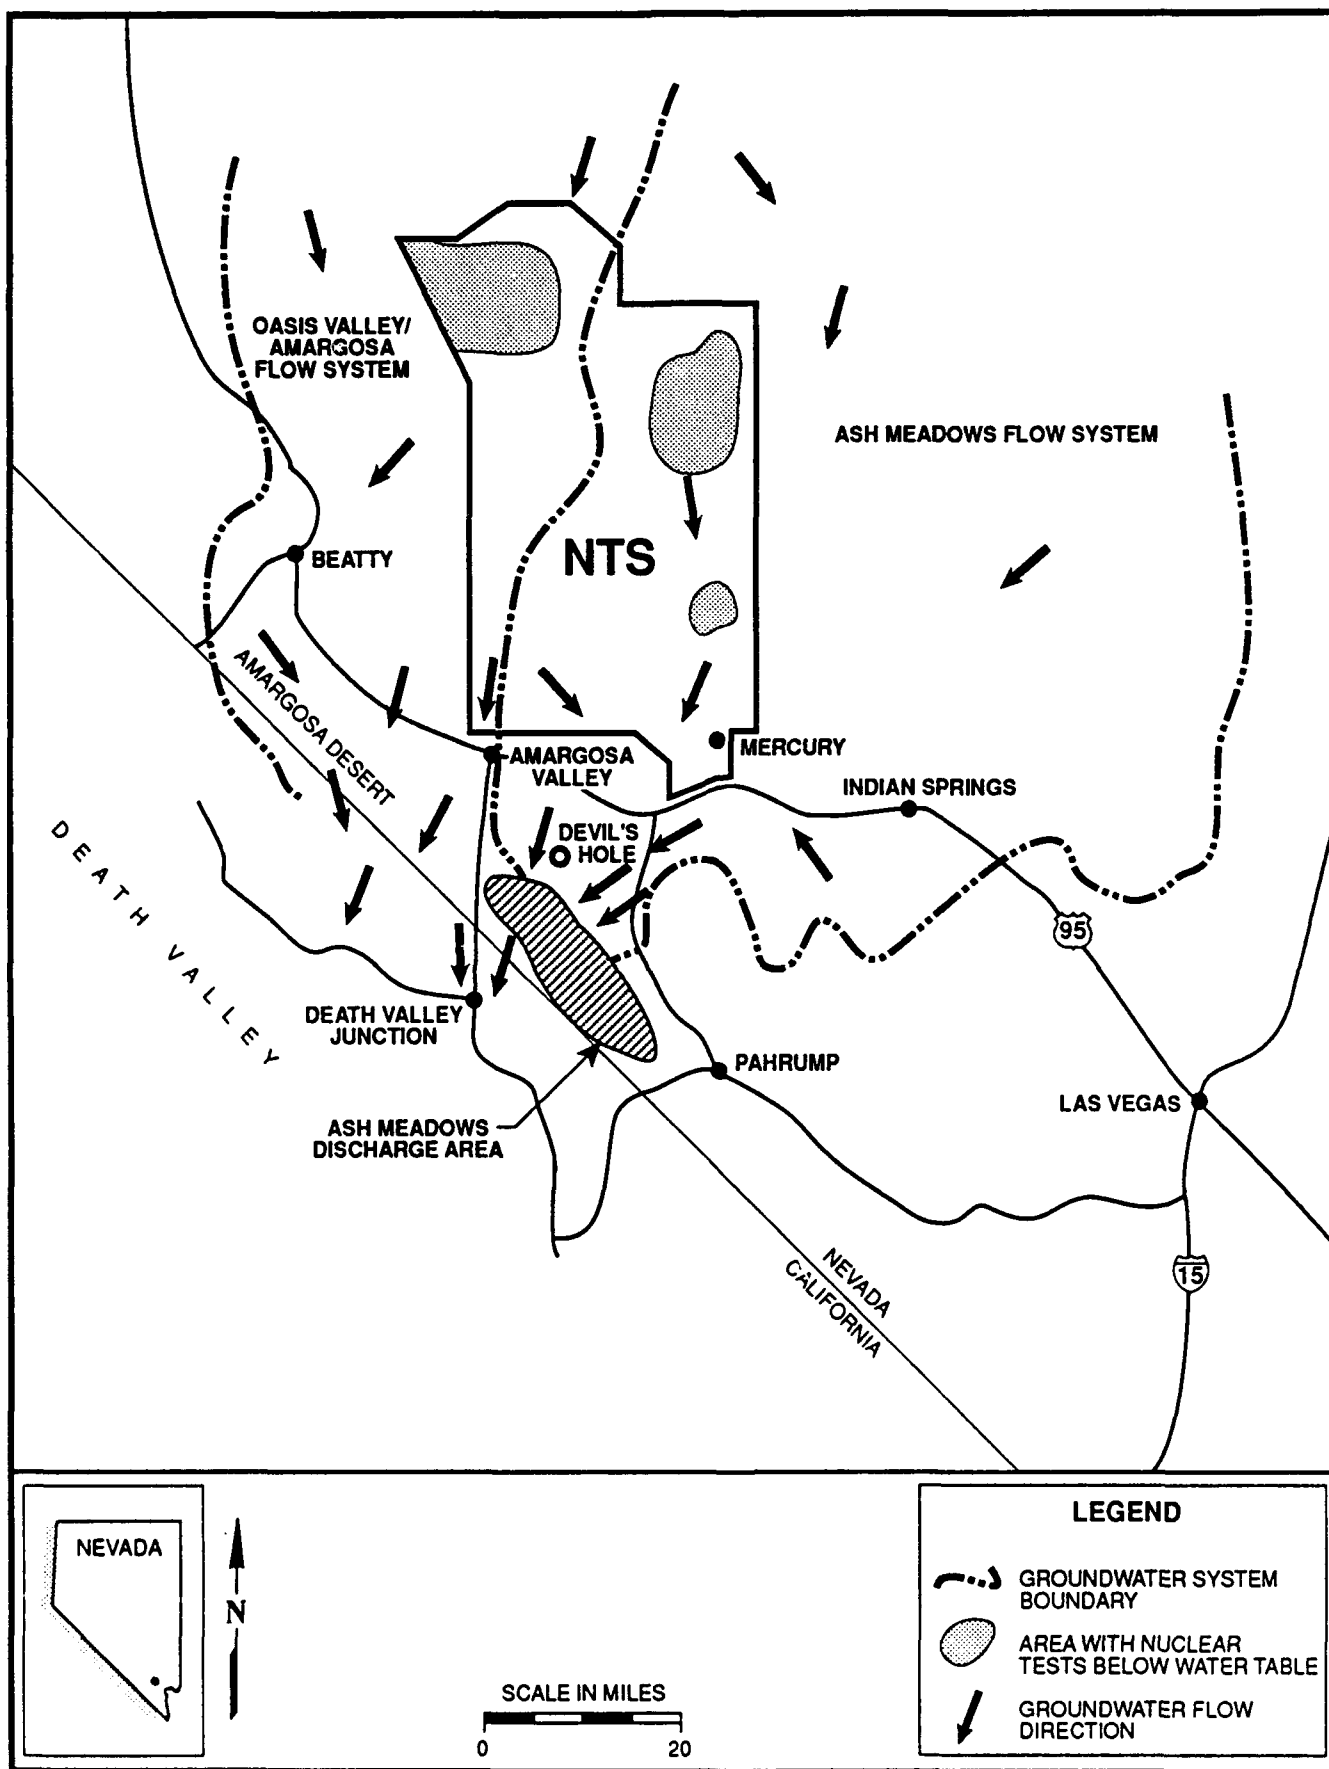 OASIS VALLEY/
AMARGOSA
FLOW SYSTEM
ASH MEADOWS FLOW SYSTEM
NTS
BEATTY
AMARGOSA DESERT
MERCURY
AMARGOSA
VALLEY
INDIAN SPRINGS
DEVIL'S
HOLE
DEATH VALLEY
95
DEATH VALLEY
JUNCTION
PAHRUMP
LAS VEGAS
ASH MEADOWS
DISCHARGE AREA
NEVADA
CALIFORNIA
15
NEVADA
N
SCALE IN MILES
0 20
LEGEND
GROUNDWATER SYSTEM
BOUNDARY
AREA WITH NUCLEAR
TESTS BELOW WATER TABLE
GROUNDWATER FLOW
DIRECTION